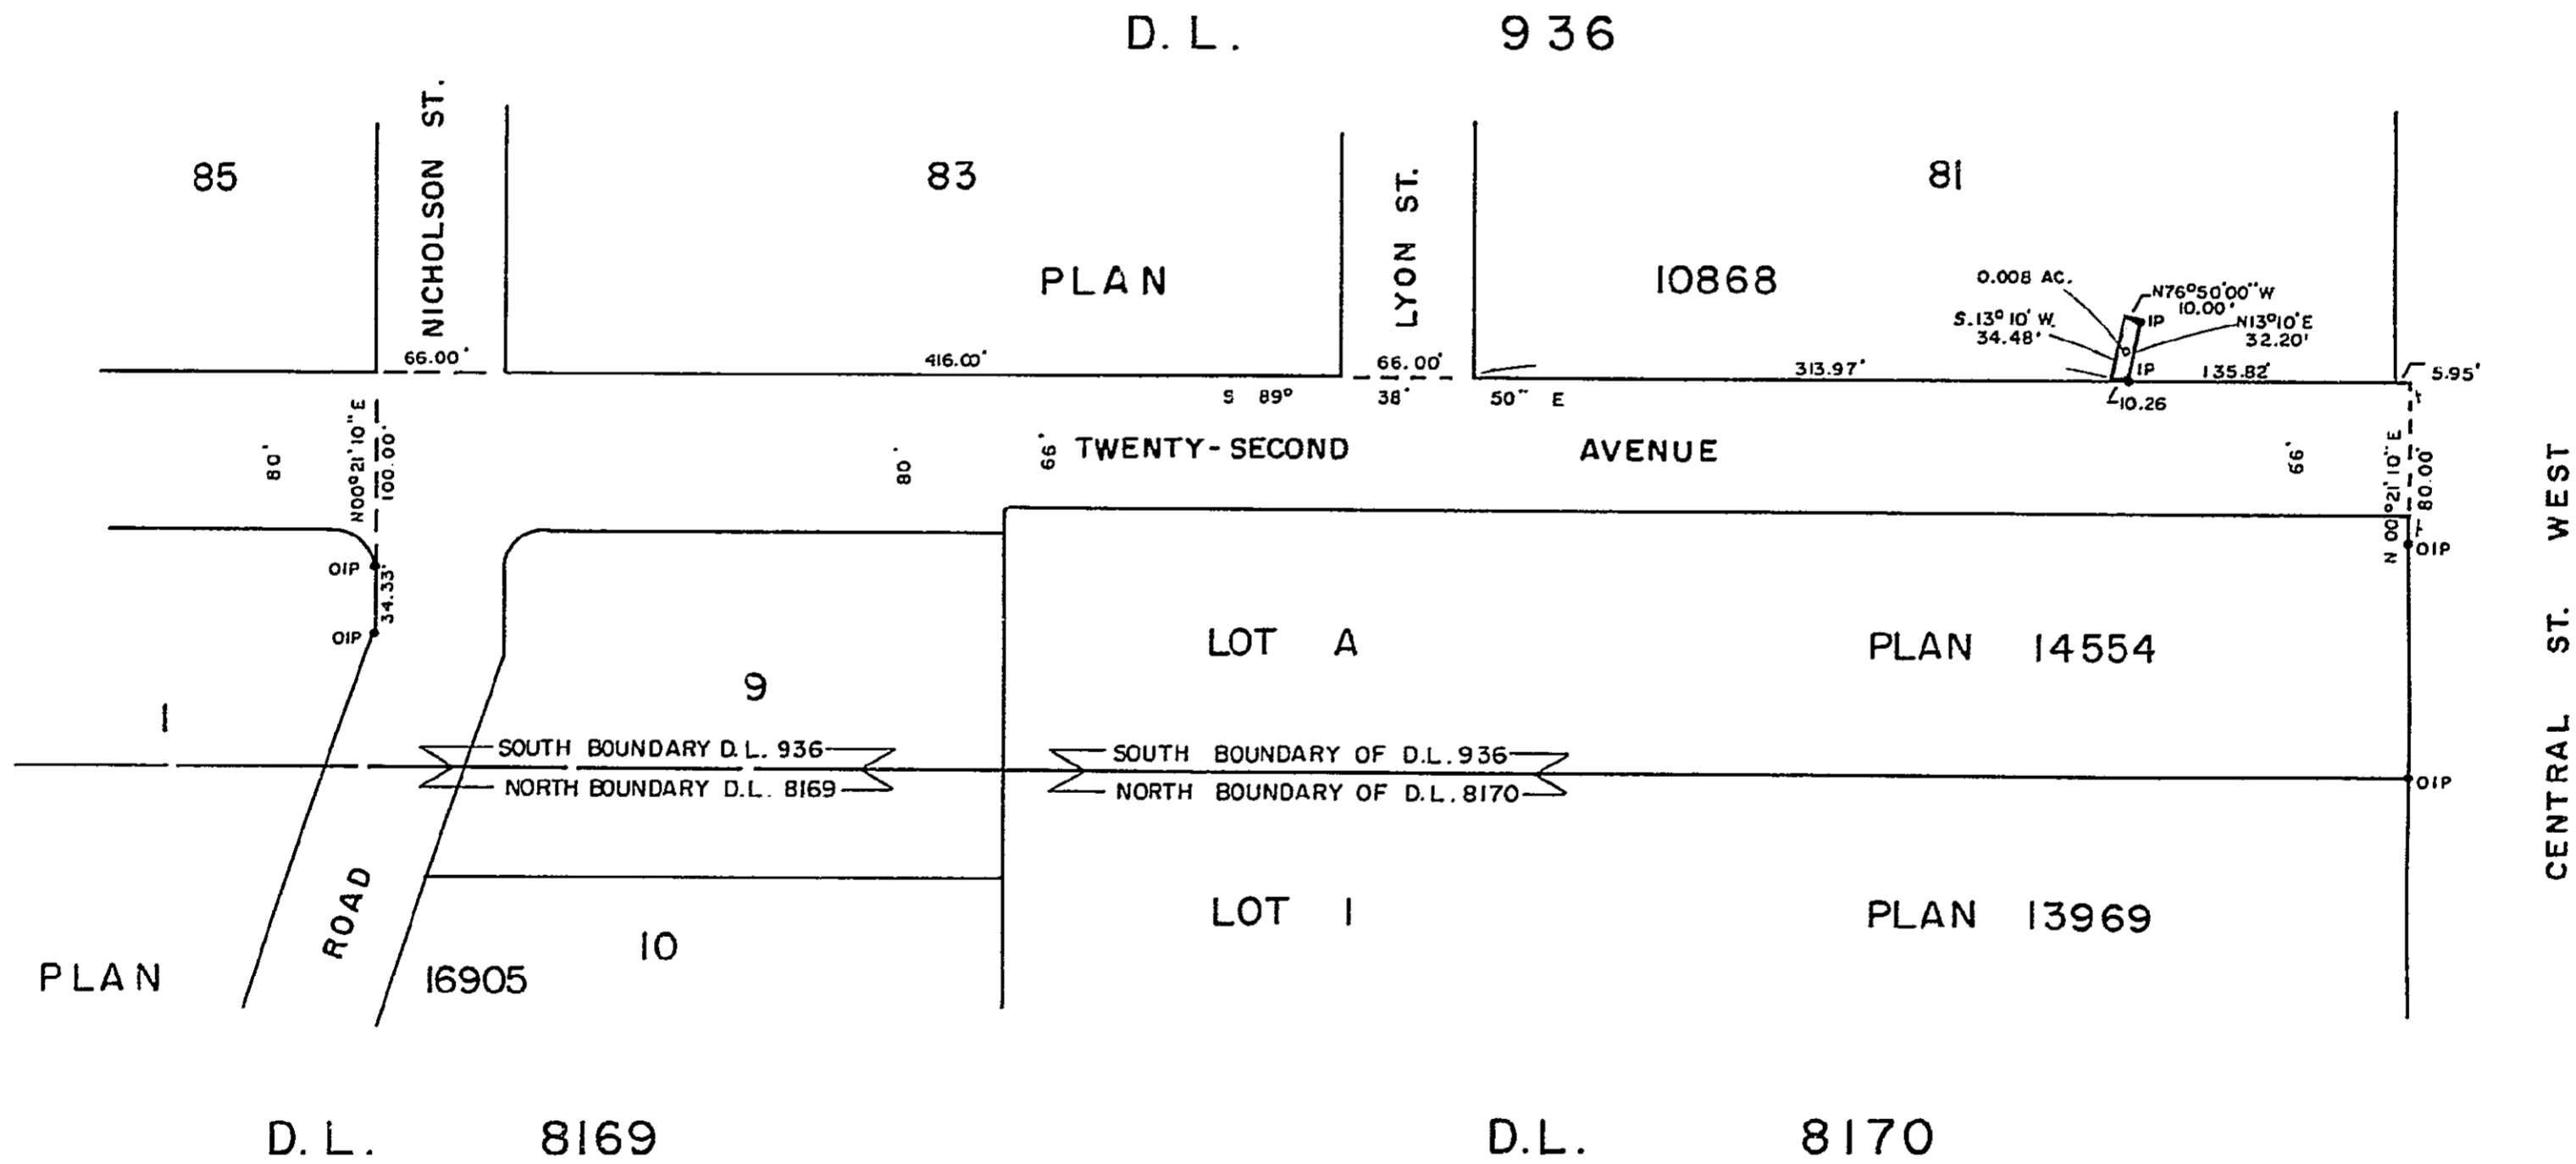 D. L. 936
85
NICHOLSON ST.
83
LYON ST.
81
PLAN 10868
0.008 AC.
N76°50'00"W
10.00'
IP
S.13°10' W.
34.48'
N13°10'E
32.20'
66.00'
416.00'
66.00'
313.97'
IP
135.82'
5.95'
S 89° 38' 50" E
10.26
N00°21'10"E
100.00'
80'
80'
66'
TWENTY-SECOND AVENUE
66'
N 00°21'10"E
80.00'
CENTRAL ST. WEST
OIP
34.33'
OIP
OIP
LOT A PLAN 14554
1
9
SOUTH BOUNDARY D.L. 936
NORTH BOUNDARY D.L. 8169
SOUTH BOUNDARY OF D.L. 936
NORTH BOUNDARY OF D.L. 8170
OIP
ROAD
LOT 1 PLAN 13969
10
PLAN 16905
D. L. 8169
D.L. 8170